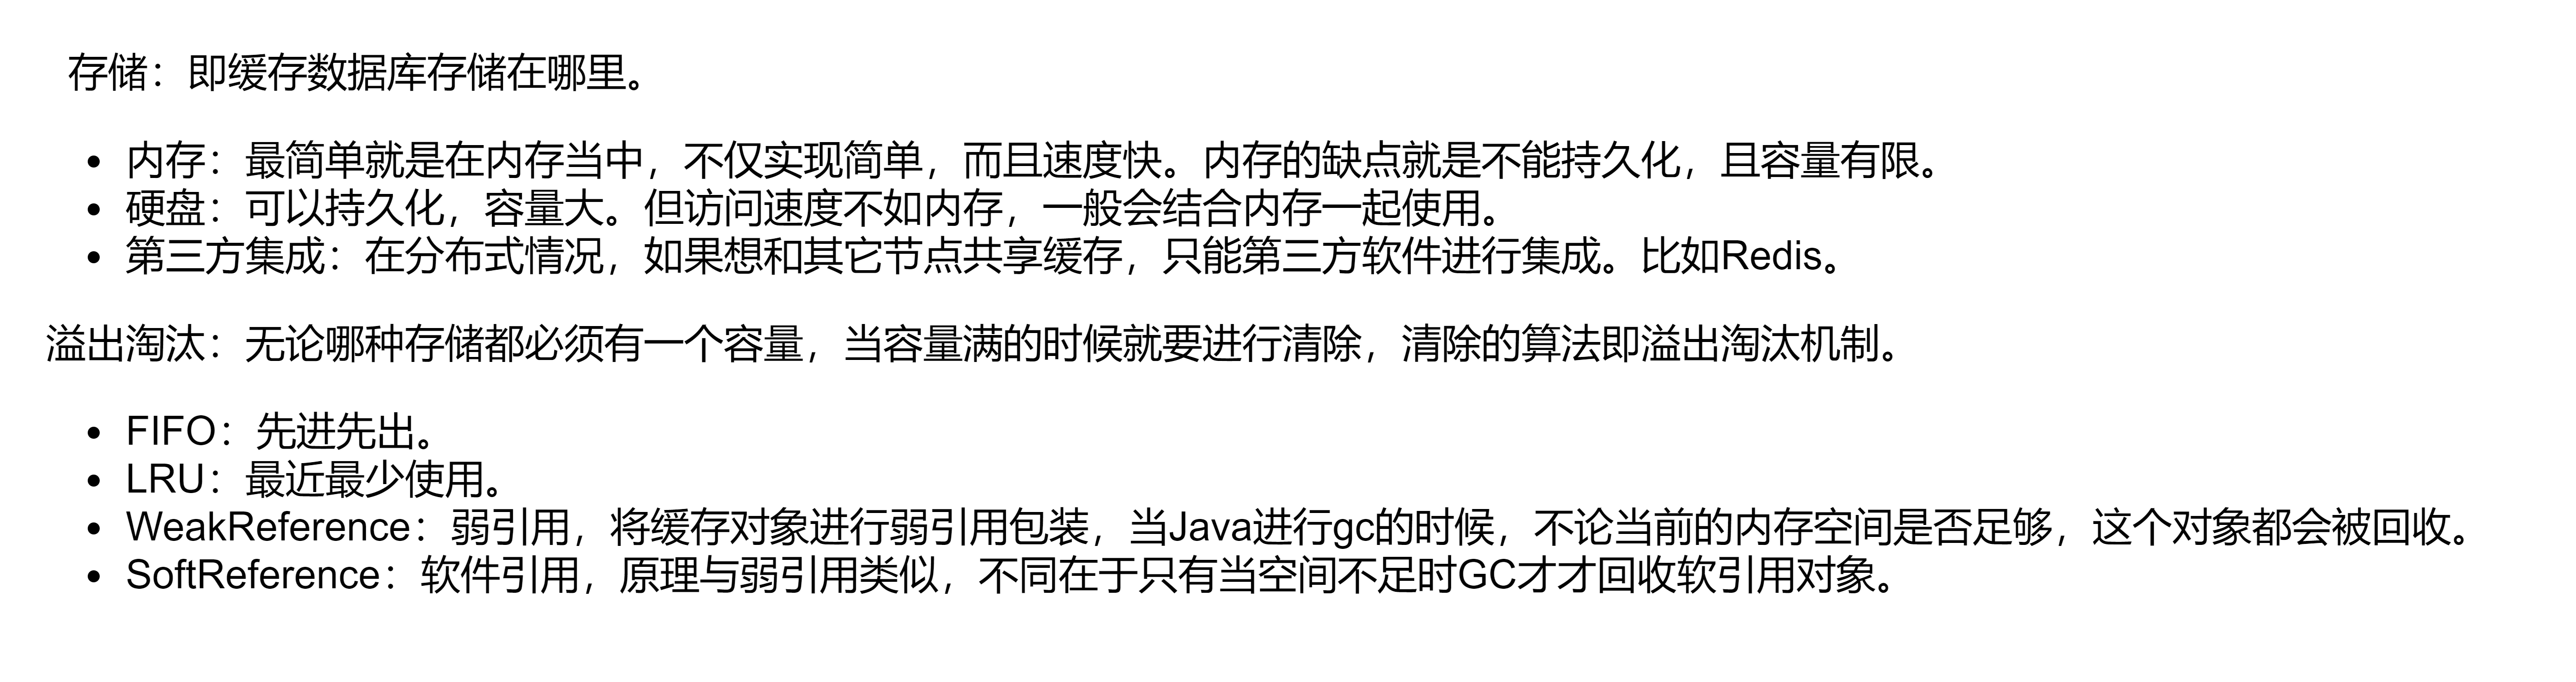 存储：即缓存数据库存储在哪里。
• 内存：最简单就是在内存当中，不仅实现简单，而且速度快。内存的缺点就是不能持久化，且容量有限。
• 硬盘：可以持久化，容量大。但访问速度不如内存，一般会结合内存一起使用。
• 第三方集成：在分布式情况，如果想和其它节点共享缓存，只能第三方软件进行集成。比如Redis。
溢出淘汰：无论哪种存储都必须有一个容量，当容量满的时候就要进行清除，清除的算法即溢出淘汰机制。
• FIFO：先进先出。
• LRU：最近最少使用。
• WeakReference：弱引用，将缓存对象进行弱引用包装，当Java进行gc的时候，不论当前的内存空间是否足够，这个对象都会被回收。
• SoftReference：软件引用，原理与弱引用类似，不同在于只有当空间不足时GC才才回收软引用对象。